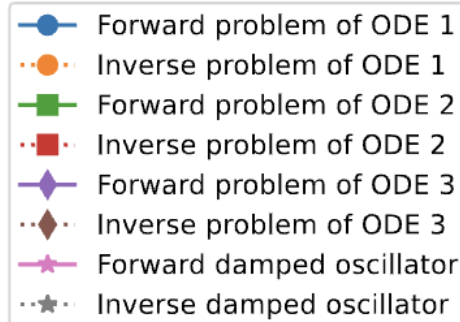 Forward problem of ODE 1
Inverse problem of ODE 1
Forward problem of ODE 2
Inverse problem of ODE 2
Forward problem of ODE 3
Inverse problem of ODE 3
Forward damped oscillator
Inverse damped oscillator